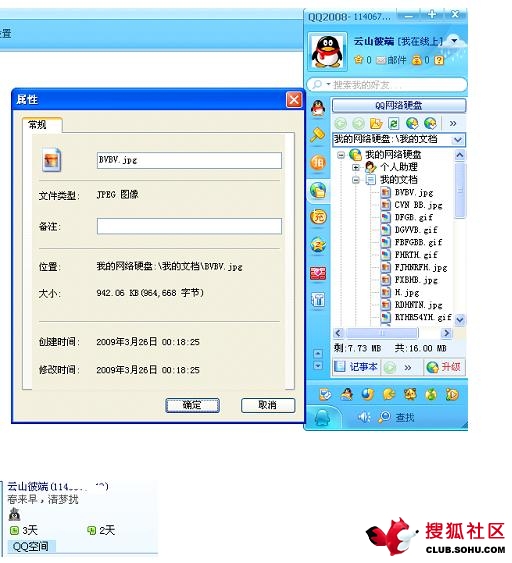 置
QQ2008- 114067...
云山彼端 [我在线上]
0 邮件 0
搜索我的好友...
QQ网络硬盘
我的网络硬盘:\我的文档
我的网络硬盘
个人助理
我的文档
BVBV.jpg
CVN BB.jpg
DFGB.gif
DGVVB.gif
FBFGBB.gif
FHRTH.gif
FJHNRFH.jpg
FXBHB.jpg
H.jpg
RDHNTN.jpg
RTHR54YH.gif
剩:7.73 MB 共:16.00 MB
记事本 » 升级
查找
属性
常规
BVBV.jpg
文件类型: JPEG 图像
备注:
位置: 我的网络硬盘:\我的文档\BVBV.jpg
大小: 942.06 KB(964,668 字节)
创建时间: 2009年3月26日 00:18:25
修改时间: 2009年3月26日 00:18:25
确定 取消
云山彼端(114
春来早，清梦扰
3天 2天
QQ空间
搜狐社区
CLUB.SOHU.COM